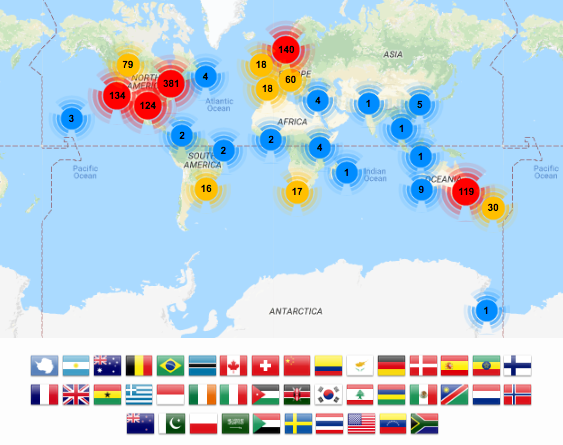 140
ASIA
79
18
NORTH
AMERICA
4
60
OPE
381
134
18
124
Atlantic
Ocean
4
1
5
3
AFRICA
1
2
2
4
2
SOUTH
AMERICA
1
Pacific
Ocean
1
Indian
Ocean
Pacific
Ocean
OCEANIA
16
17
9
119
30
ANTARCTICA
1